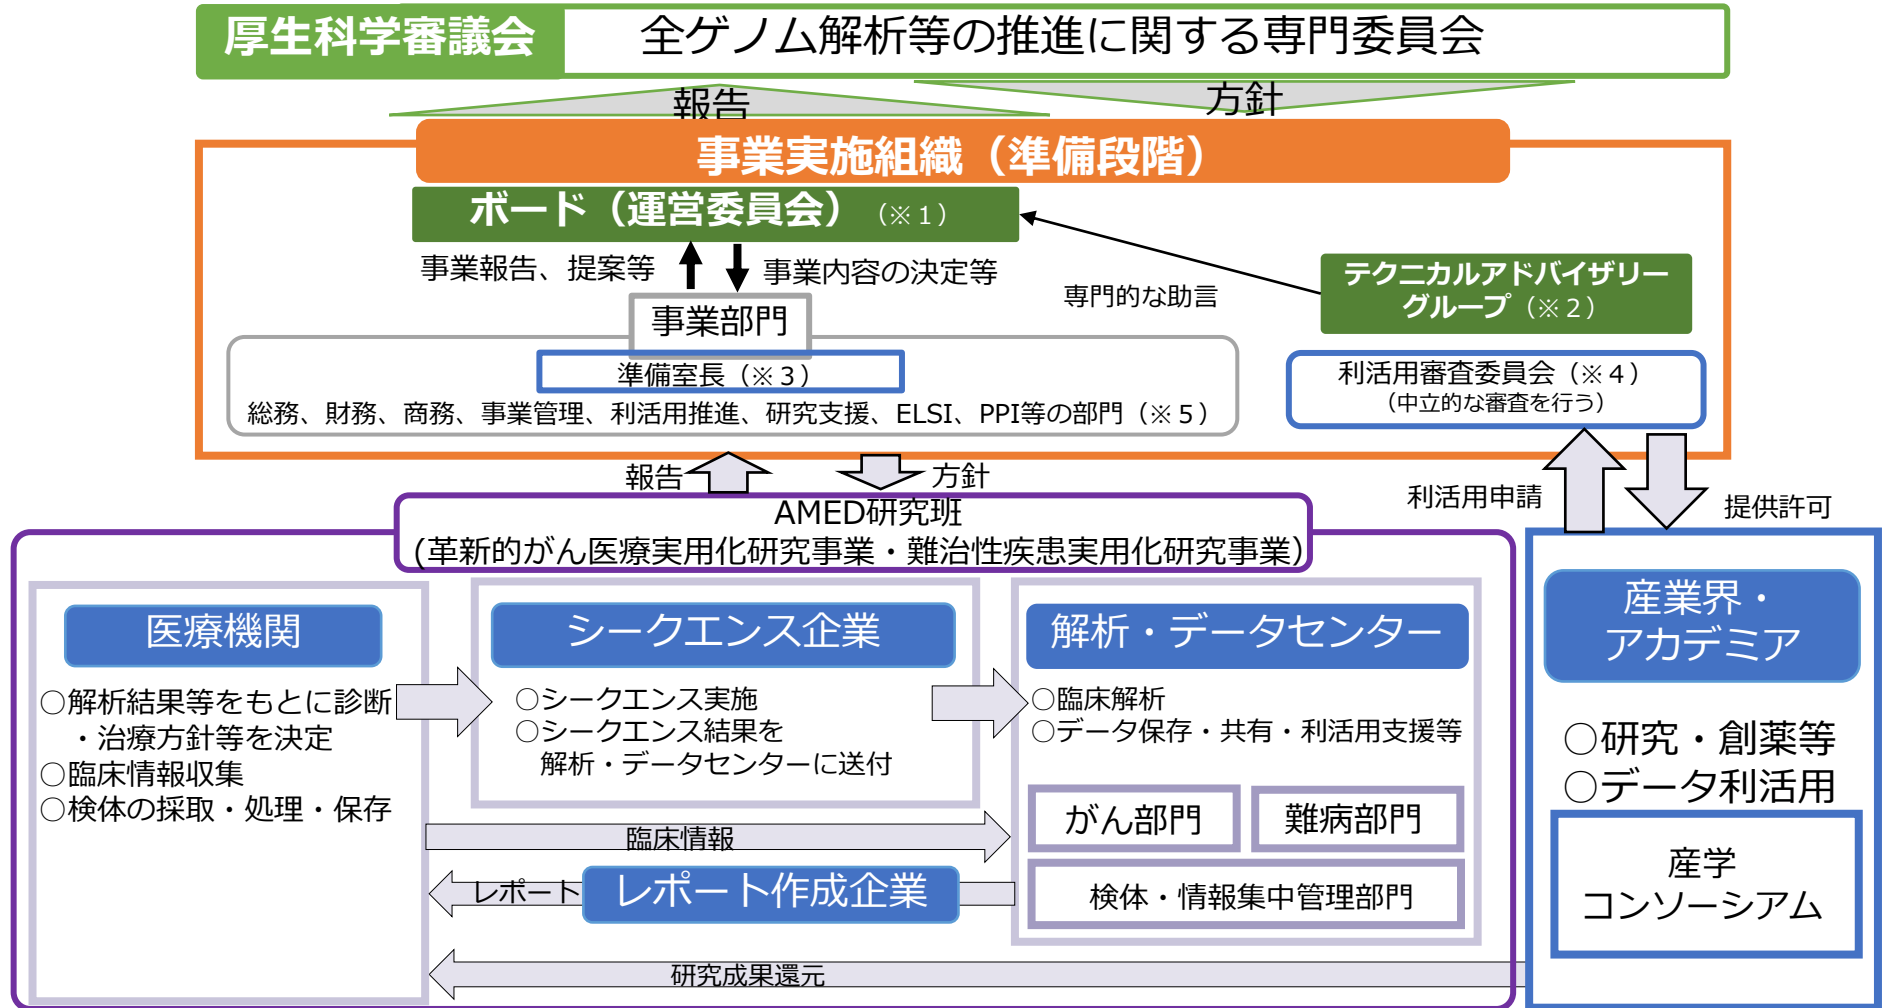 厚生科学審議会
全ゲノム解析等の推進に関する専門委員会
報告
方針
事業実施組織（準備段階）
ボード（運営委員会）（※１）
事業報告、提案等
事業内容の決定等
専門的な助言
テクニカルアドバイザリー
グループ（※２）
事業部門
準備室長（※３）
総務、財務、商務、事業管理、利活用推進、研究支援、ELSI、PPI等の部門（※５）
利活用審査委員会（※４）
（中立的な審査を行う）
報告
方針
利活用申請
提供許可
AMED研究班
(革新的がん医療実用化研究事業・難治性疾患実用化研究事業)
医療機関
○解析結果等をもとに診断
・治療方針等を決定
○臨床情報収集
○検体の採取・処理・保存
シークエンス企業
○シークエンス実施
○シークエンス結果を
解析・データセンターに送付
解析・データセンター
○臨床解析
○データ保存・共有・利活用支援等
がん部門
難病部門
検体・情報集中管理部門
臨床情報
レポート
レポート作成企業
研究成果還元
産業界・
アカデミア
○研究・創薬等
○データ利活用
産学
コンソーシアム